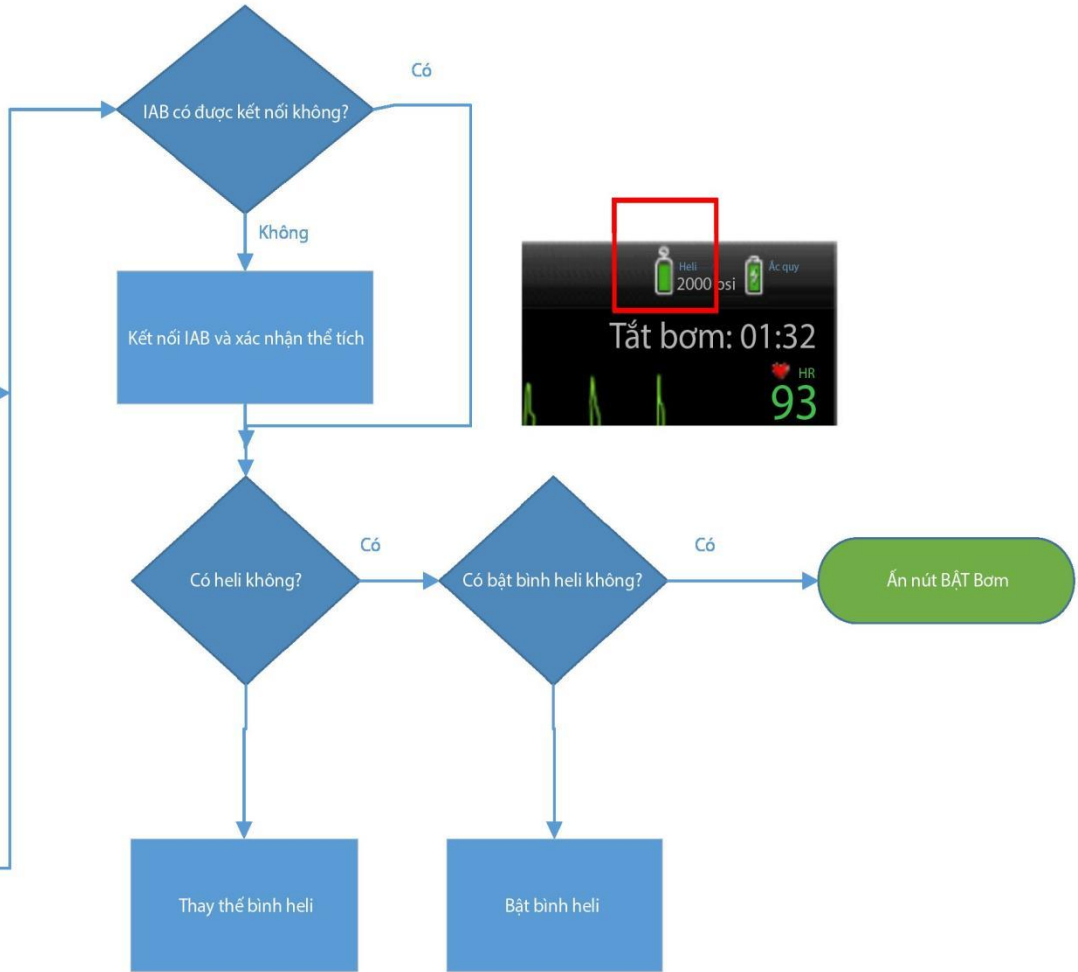 Có
IAB có được kết nối không?
Không
Kết nối IAB và xác nhận thể tích
Heli
2000 psi
Ắc quy
Tắt bơm: 01:32
HR
93
Có
Có
Có heli không?
Có bật bình heli không?
Ấn nút BẬT Bơm
Thay thế bình heli
Bật bình heli